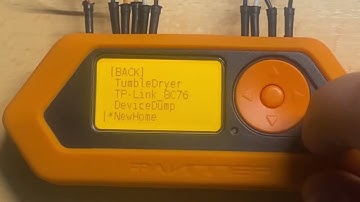 [BACK]
TumbleDryer
TP-Link_8C76
DeviceDump
[*NewHome